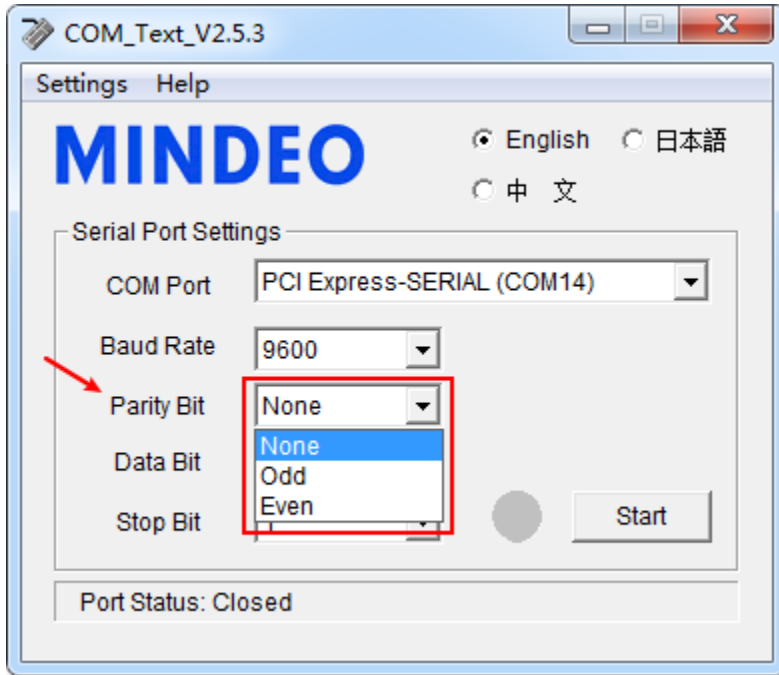 COM_Text_V2.5.3
Settings Help
MINDEO
English 日本語
中 文
Serial Port Settings
COM Port PCI Express-SERIAL (COM14)
Baud Rate 9600
Parity Bit None
None
Data Bit
Odd
Even
Stop Bit
Start
Port Status: Closed